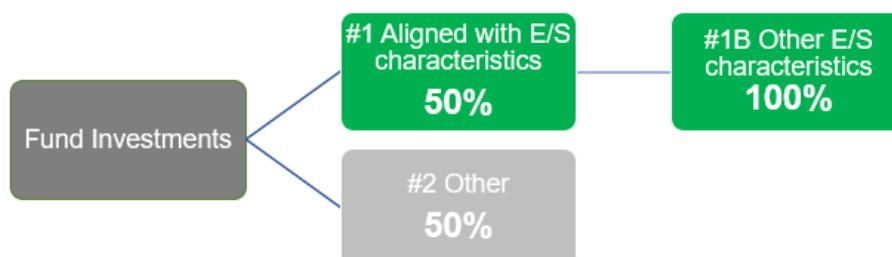 #1 Aligned with E/S
characteristics
50%
#1B Other E/S
characteristics
100%
Fund Investments
#2 Other
50%